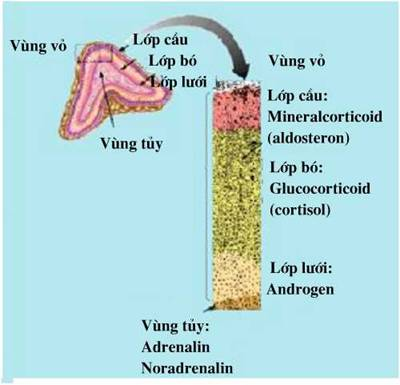 Vùng vỏ
Lớp cầu
Lớp bó
Lớp lưới
Vùng tủy
Vùng vỏ
Lớp cầu:
Mineralcorticoid
(aldosteron)
Lớp bó:
Glucocorticoid
(cortisol)
Lớp lưới:
Androgen
Vùng tủy:
Adrenalin
Noradrenalin